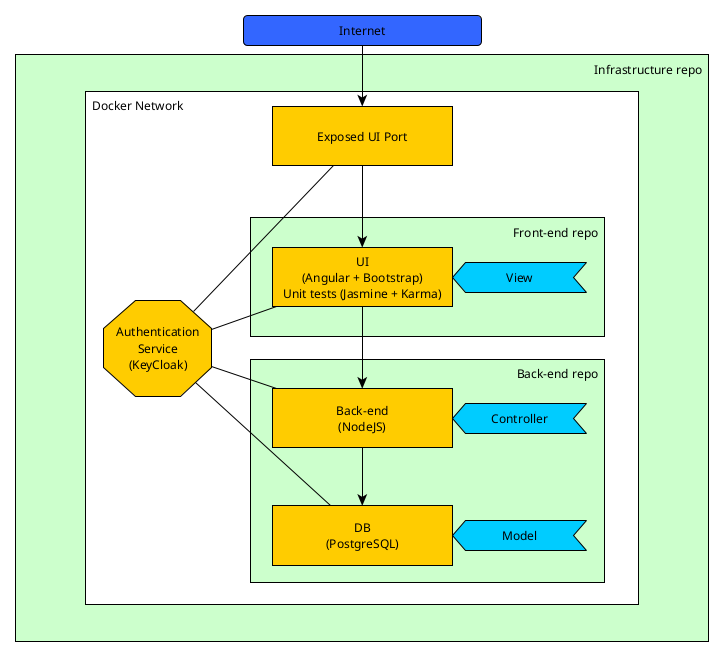 Internet
Infrastructure repo
Docker Network
Exposed UI Port
Front-end repo
UI
(Angular + Bootstrap)
Unit tests (Jasmine + Karma)
View
Authentication
Service
(KeyCloak)
Back-end repo
Back-end
(NodeJS)
Controller
DB
(PostgreSQL)
Model